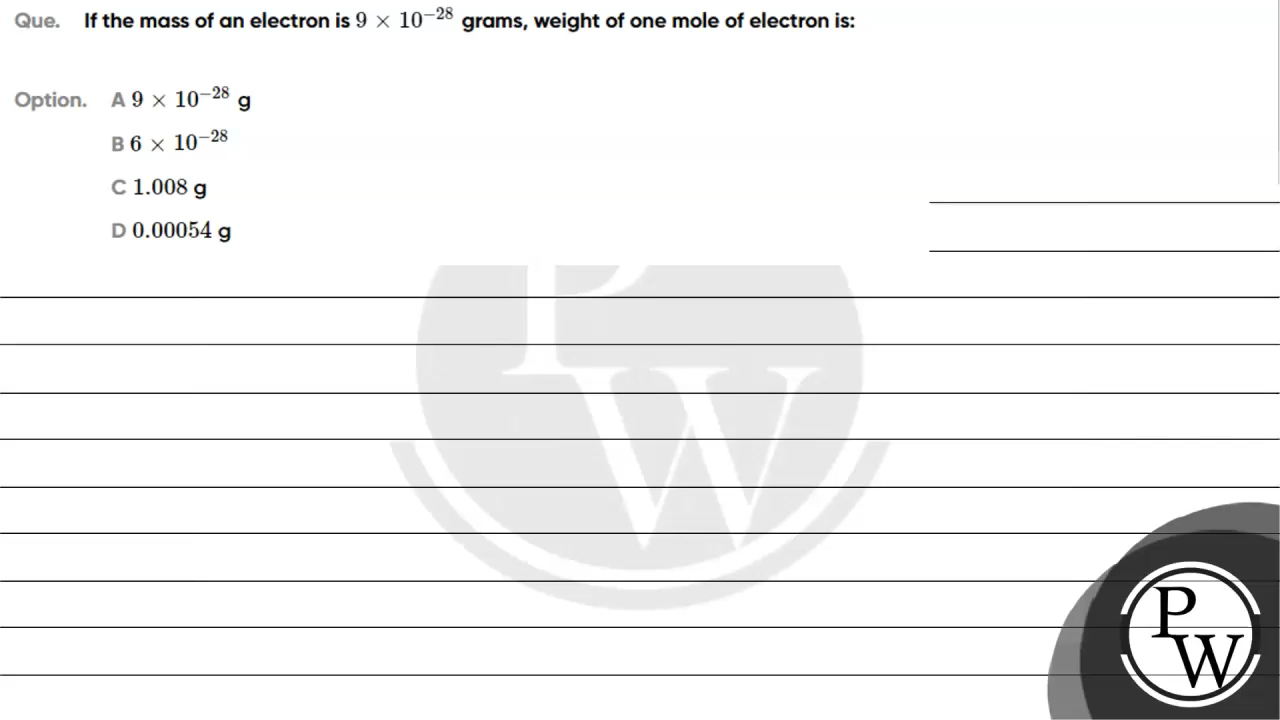 Que. If the mass of an electron is 9 × 10⁻²⁸ grams, weight of one mole of electron is:
Option. A 9 × 10⁻²⁸ g
B 6 × 10⁻²⁸
C 1.008 g
D 0.00054 g
PW
PW